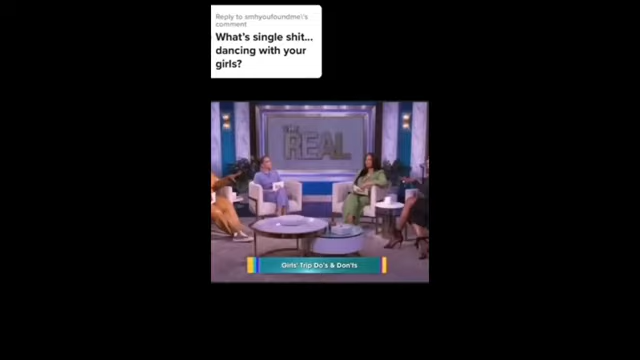 Reply to smhyoufoundme's
comment
What's single shit...
dancing with your
girls?
THE
REAL
Girls' Trip Do's & Don'ts